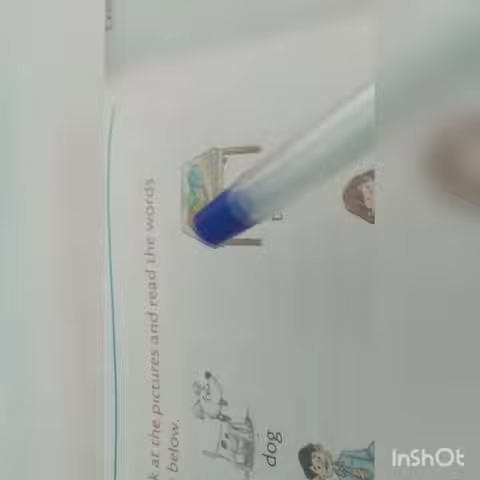 k at the pictures and read the words
below.
dog
InShOt